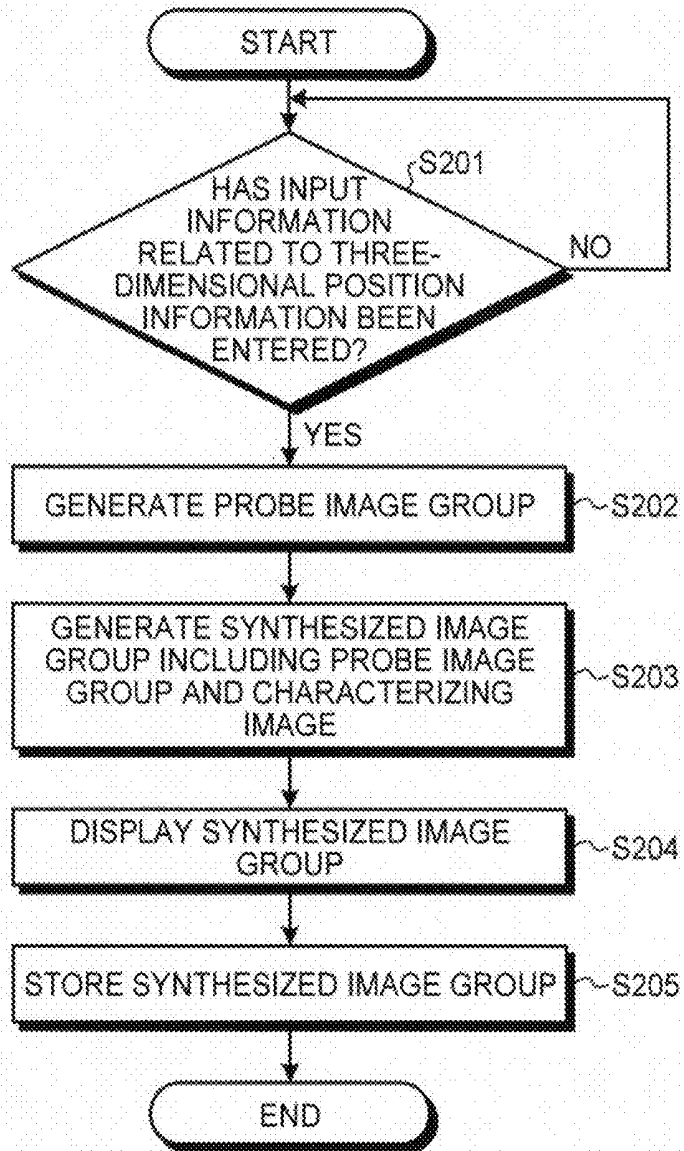 START
S201
HAS INPUT
INFORMATION
RELATED TO THREE-
DIMENSIONAL POSITION
INFORMATION BEEN
ENTERED?
NO
YES
GENERATE PROBE IMAGE GROUP
S202
GENERATE SYNTHESIZED IMAGE
GROUP INCLUDING PROBE IMAGE
GROUP AND CHARACTERIZING
IMAGE
S203
DISPLAY SYNTHESIZED IMAGE
GROUP
S204
STORE SYNTHESIZED IMAGE GROUP
S205
END